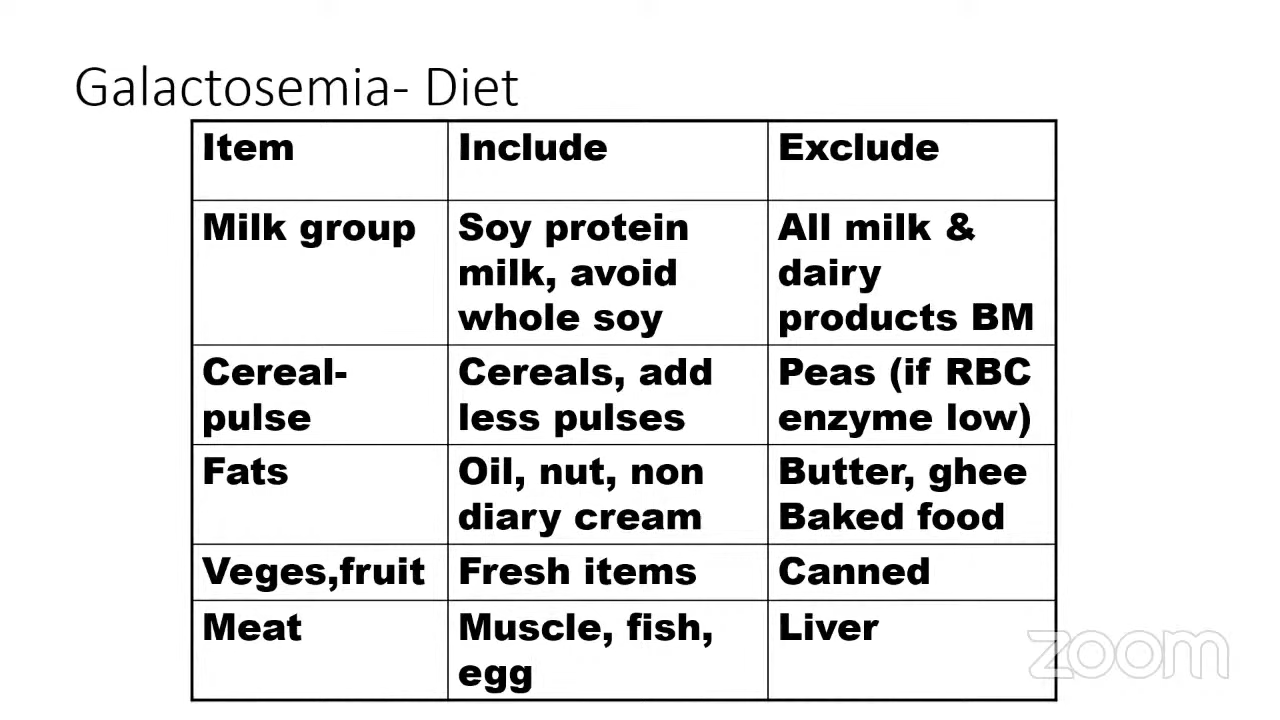 Galactosemia- Diet
Item
Include
Exclude
Milk group
Soy protein
milk, avoid
whole soy
All milk &
dairy
products BM
Cereal-
pulse
Cereals, add
less pulses
Peas (if RBC
enzyme low)
Fats
Oil, nut, non
diary cream
Butter, ghee
Baked food
Veges,fruit
Fresh items
Canned
Meat
Muscle, fish,
egg
Liver
zoom